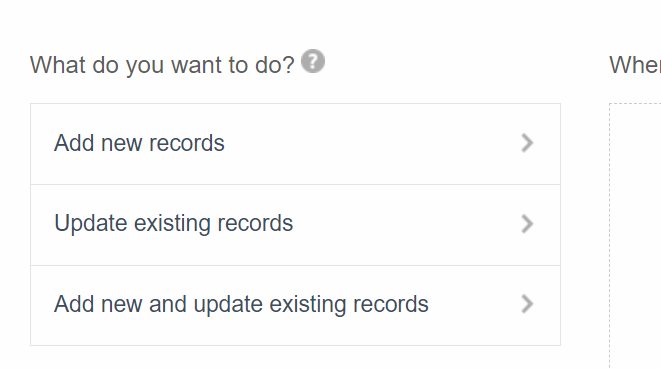 What do you want to do? ?
Add new records
Update existing records
Add new and update existing records